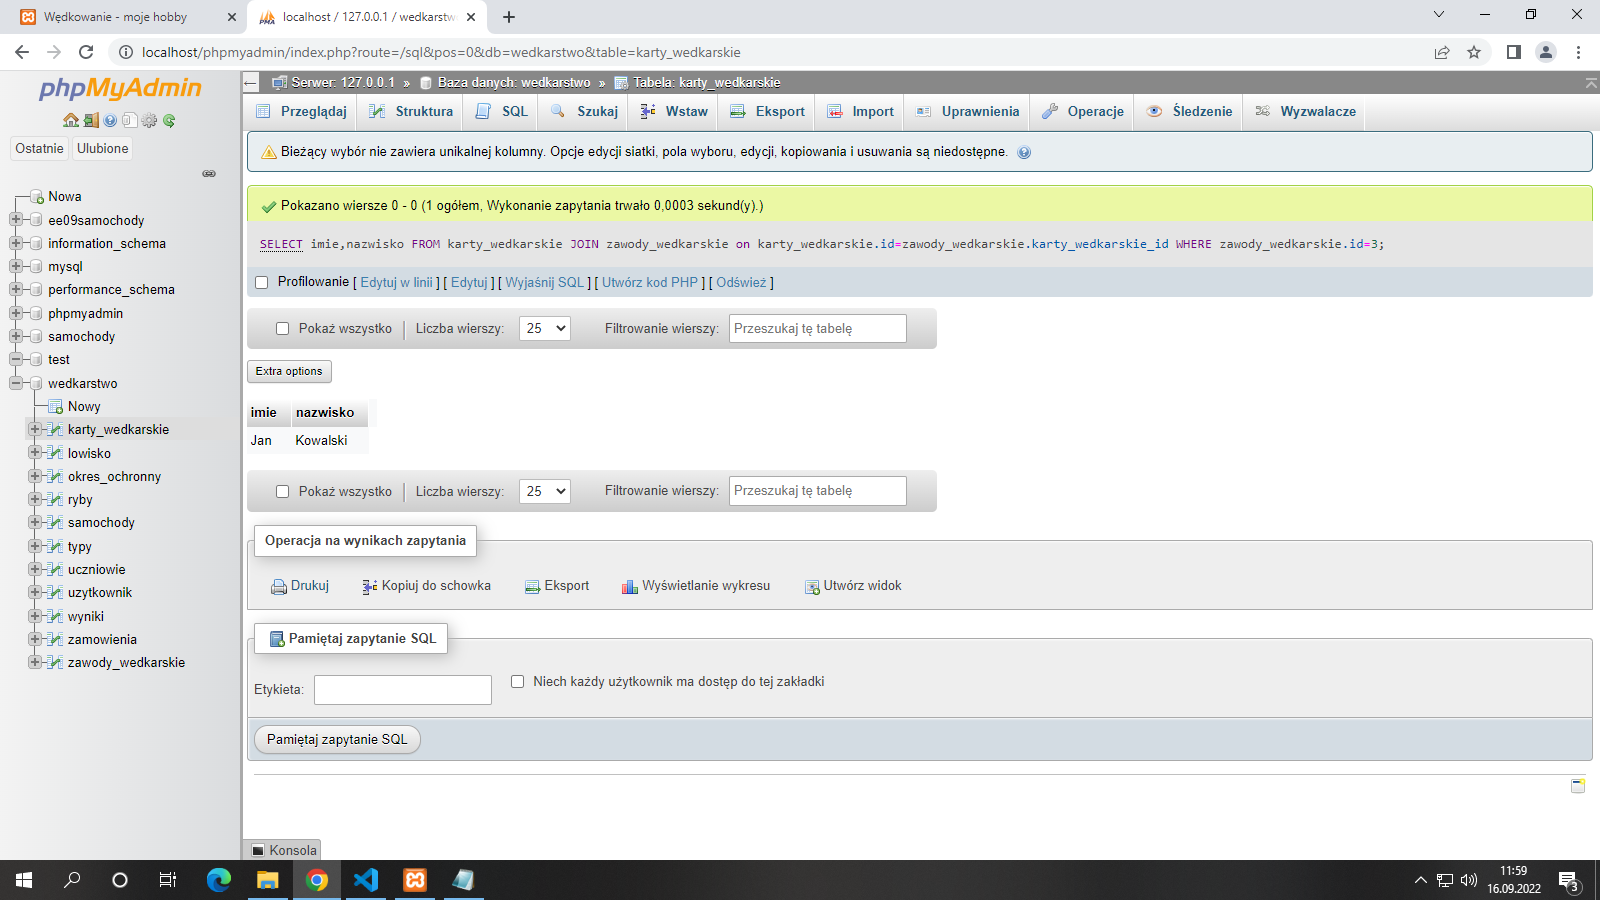 Wędkowanie - moje hobby
localhost / 127.0.0.1 / wedkarstw
localhost/phpmyadmin/index.php?route=/sql&pos=0&db=wedkarstwo&table=karty_wedkarskie
phpMyAdmin
Ostatnie
Ulubione
Nowa
ee09samochody
information_schema
mysql
performance_schema
phpmyadmin
samochody
test
wedkarstwo
Nowy
karty_wedkarskie
lowisko
okres_ochronny
ryby
samochody
typy
uczniowie
uzytkownik
wyniki
zamowienia
zawody_wedkarskie
Serwer: 127.0.0.1 » Baza danych: wedkarstwo » Tabela: karty_wedkarskie
Przeglądaj Struktura SQL Szukaj Wstaw Eksport Import Uprawnienia Operacje Śledzenie Wyzwalacze
Bieżący wybór nie zawiera unikalnej kolumny. Opcje edycji siatki, pola wyboru, edycji, kopiowania i usuwania są niedostępne.
Pokazano wiersze 0 - 0 (1 ogółem, Wykonanie zapytania trwało 0,0003 sekund(y).)
SELECT imie,nazwisko FROM karty_wedkarskie JOIN zawody_wedkarskie on karty_wedkarskie.id=zawody_wedkarskie.karty_wedkarskie_id WHERE zawody_wedkarskie.id=3;
Profilowanie [ Edytuj w linii ] [ Edytuj ] [ Wyjaśnij SQL ] [ Utwórz kod PHP ] [ Odśwież ]
Pokaż wszystko Liczba wierszy: 25 Filtrowanie wierszy: Przeszukaj tę tabelę
Extra options
imie nazwisko
Jan Kowalski
Pokaż wszystko Liczba wierszy: 25 Filtrowanie wierszy: Przeszukaj tę tabelę
Operacja na wynikach zapytania
Drukuj Kopiuj do schowka Eksport Wyświetlanie wykresu Utwórz widok
Pamiętaj zapytanie SQL
Etykieta: Niech każdy użytkownik ma dostęp do tej zakładki
Pamiętaj zapytanie SQL
Konsola
11:59
16.09.2022
3